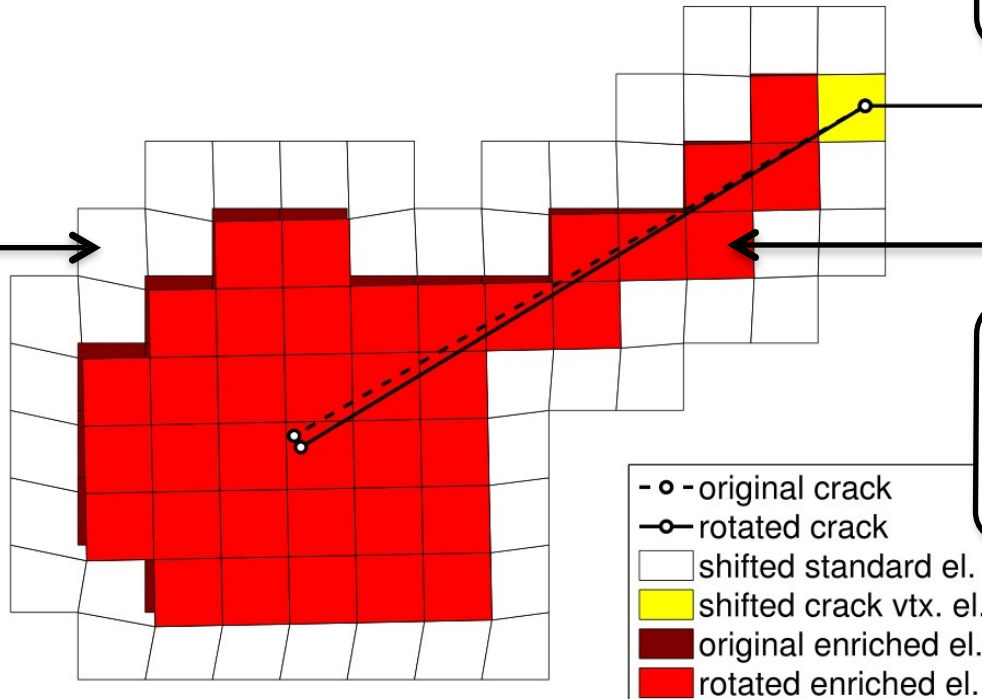 original crack
rotated crack
shifted standard el.
shifted crack vtx. el.
original enriched el.
rotated enriched el.